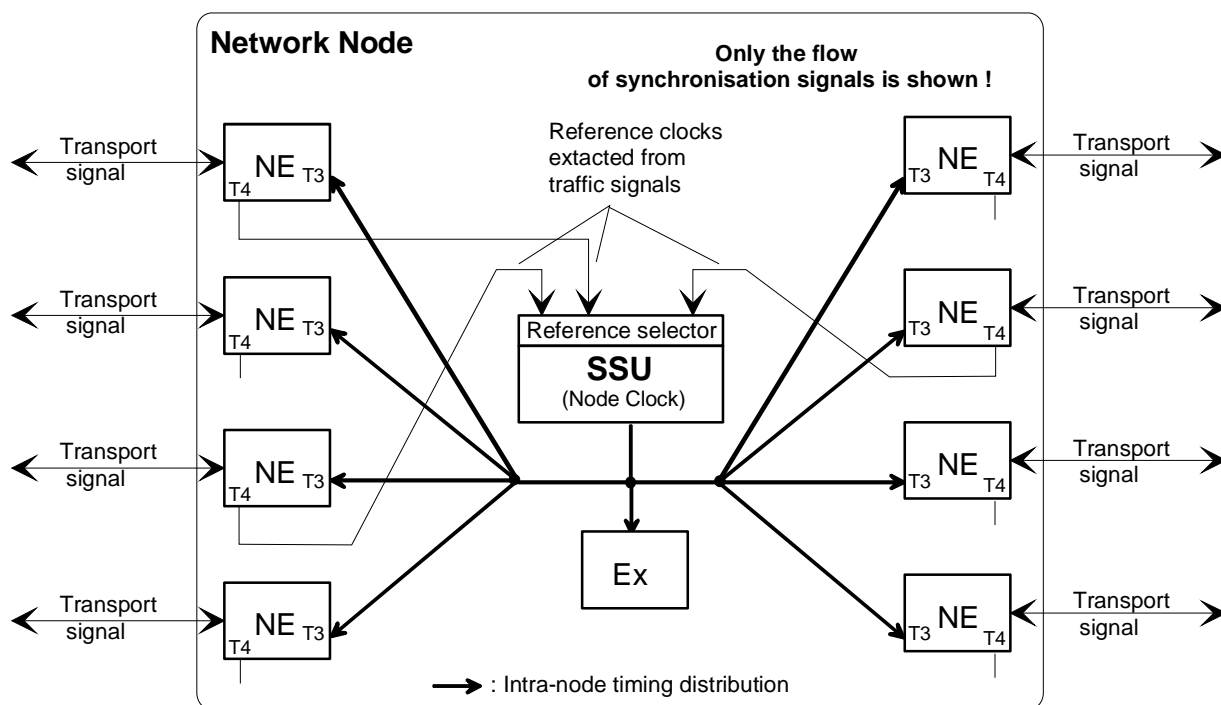 Network Node
Only the flow
of synchronisation signals is shown !
Reference clocks
extacted from
traffic signals
Transport
signal
NE T3
T4
Transport
signal
NE T3
T4
Transport
signal
NE T3
T4
Transport
signal
NE T3
T4
Reference selector
SSU
(Node Clock)
Ex
T3 NE T4
Transport
signal
T3 NE T4
Transport
signal
T3 NE T4
Transport
signal
T3 NE T4
Transport
signal
: Intra-node timing distribution